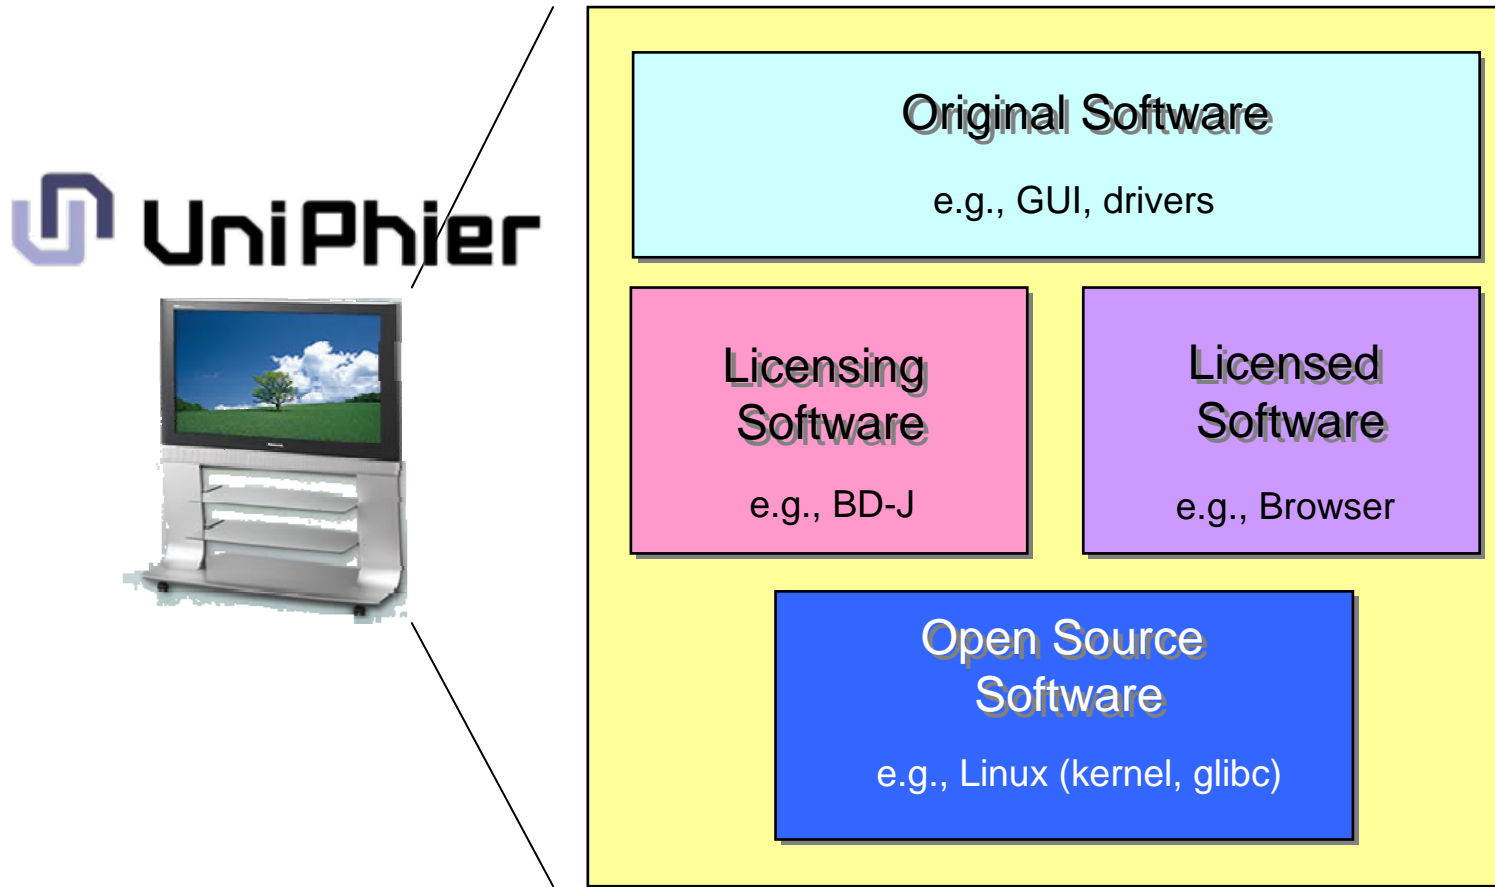 UniPhier
Original Software
e.g., GUI, drivers
Licensing
Software
e.g., BD-J
Licensed
Software
e.g., Browser
Open Source
Software
e.g., Linux (kernel, glibc)